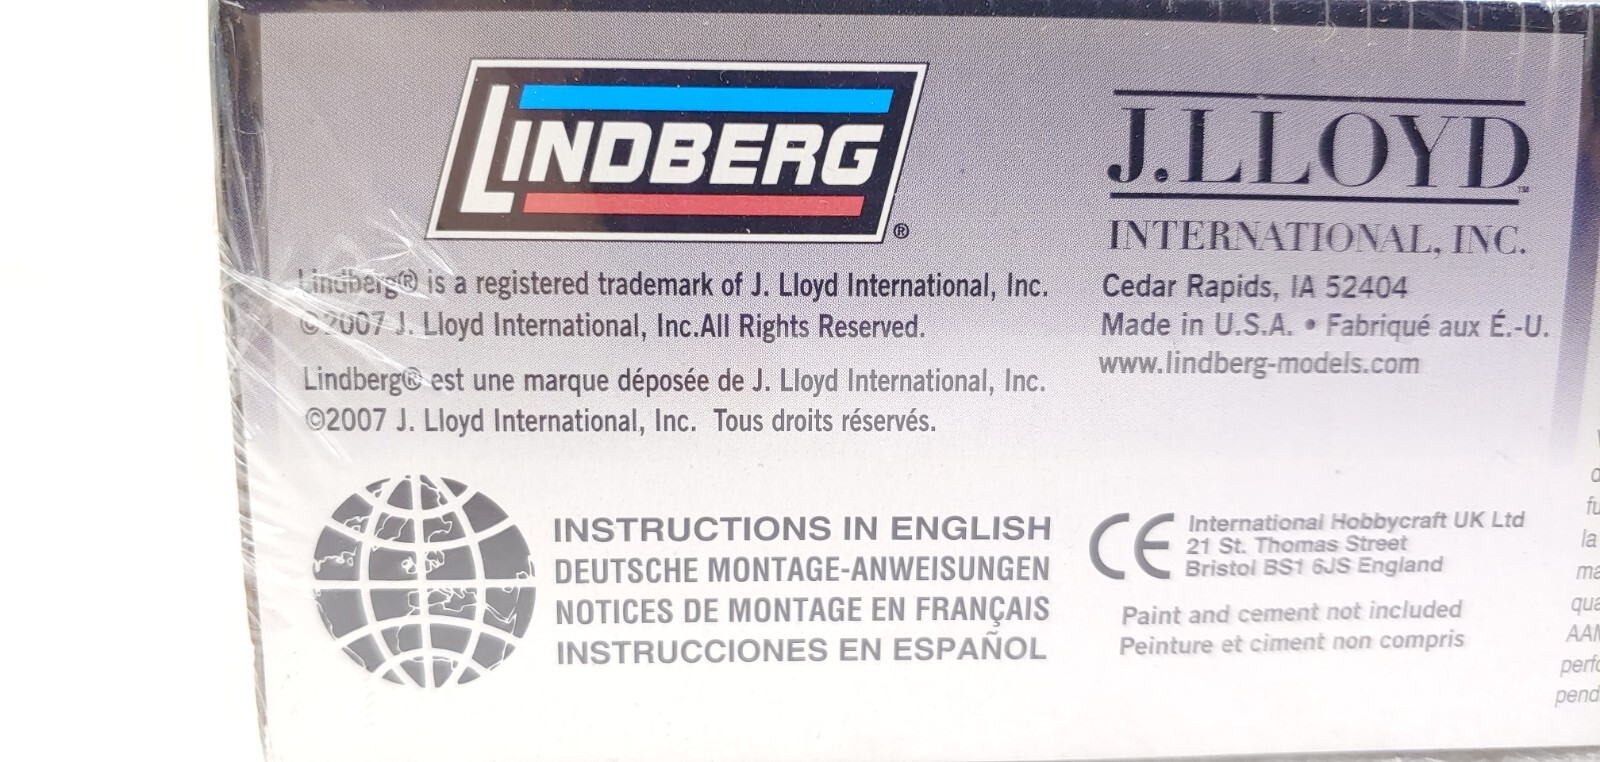 LINDBERG®
Lindberg® is a registered trademark of J. Lloyd International, Inc.
©2007 J. Lloyd International, Inc.All Rights Reserved.
Lindberg® est une marque déposée de J. Lloyd International, Inc.
©2007 J. Lloyd International, Inc. Tous droits réservés.
J.LLOYD™
INTERNATIONAL, INC.
Cedar Rapids, IA 52404
Made in U.S.A. • Fabriqué aux É.-U.
www.lindberg-models.com
INSTRUCTIONS IN ENGLISH
DEUTSCHE MONTAGE-ANWEISUNGEN
NOTICES DE MONTAGE EN FRANÇAIS
INSTRUCCIONES EN ESPAÑOL
CE
International Hobbycraft UK Ltd
21 St. Thomas Street
Bristol BS1 6JS England
Paint and cement not included
Peinture et ciment non compris
la